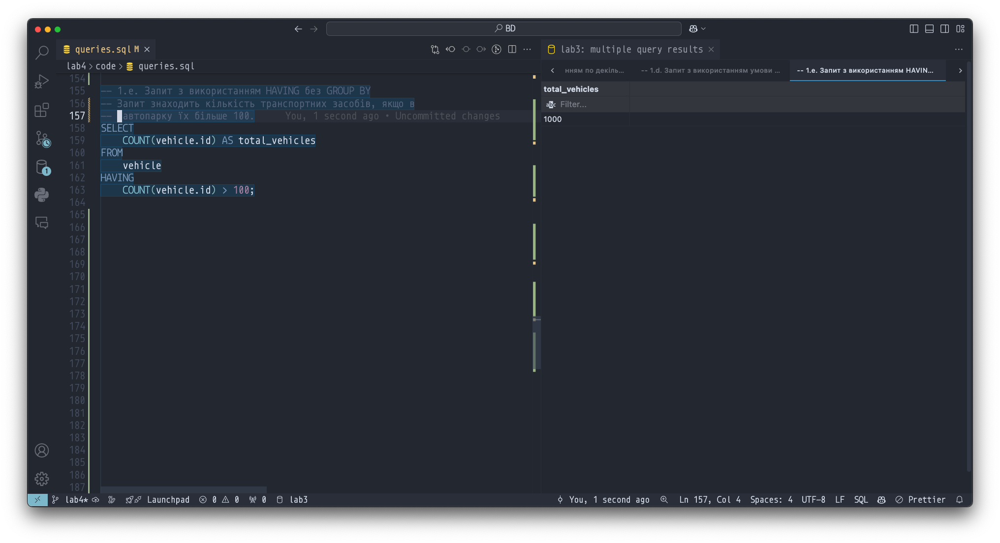 BD
queries.sql M
lab3: multiple query results
lab4 > code > queries.sql
нням по декіль...
-- 1.d. Запит з використанням умови ...
-- 1.e. Запит з використанням HAVIN...
154
155 -- 1.e. Запит з використанням HAVING без GROUP BY
156 -- Запит знаходить кількість транспортних засобів, якщо в
157 -- автопарку їх більше 100. You, 1 second ago • Uncommitted changes
158 SELECT
159 COUNT(vehicle.id) AS total_vehicles
160 FROM
161 vehicle
162 HAVING
163 COUNT(vehicle.id) > 100;
164
165
166
167
168
169
170
171
172
173
174
175
176
177
178
179
180
181
182
183
184
185
186
187
total_vehicles
abc Filter...
1000
1
lab4* Launchpad 0 0 0 lab3
You, 1 second ago Ln 157, Col 4 Spaces: 4 UTF-8 LF SQL Prettier